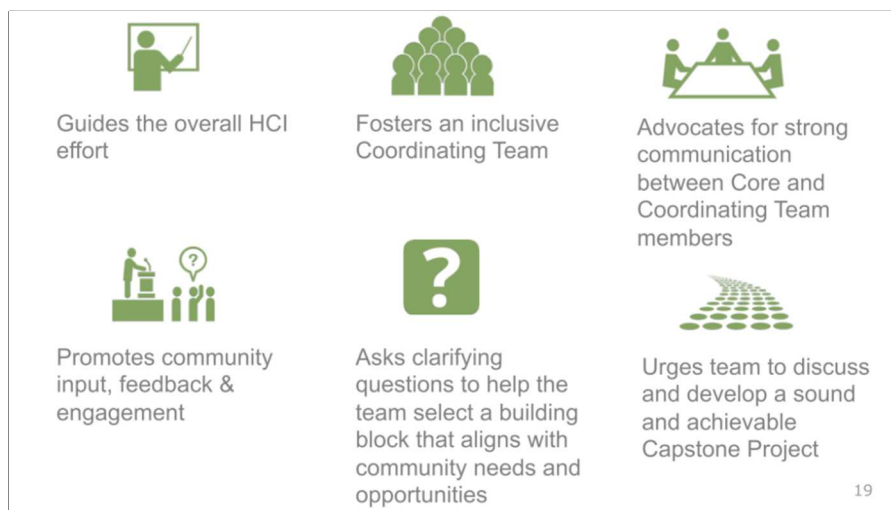 Guides the overall HCI
effort
Fosters an inclusive
Coordinating Team
Advocates for strong
communication
between Core and
Coordinating Team
members
?
Promotes community
input, feedback &
engagement
?
Asks clarifying
questions to help the
team select a building
block that aligns with
community needs and
opportunities
Urges team to discuss
and develop a sound
and achievable
Capstone Project
19